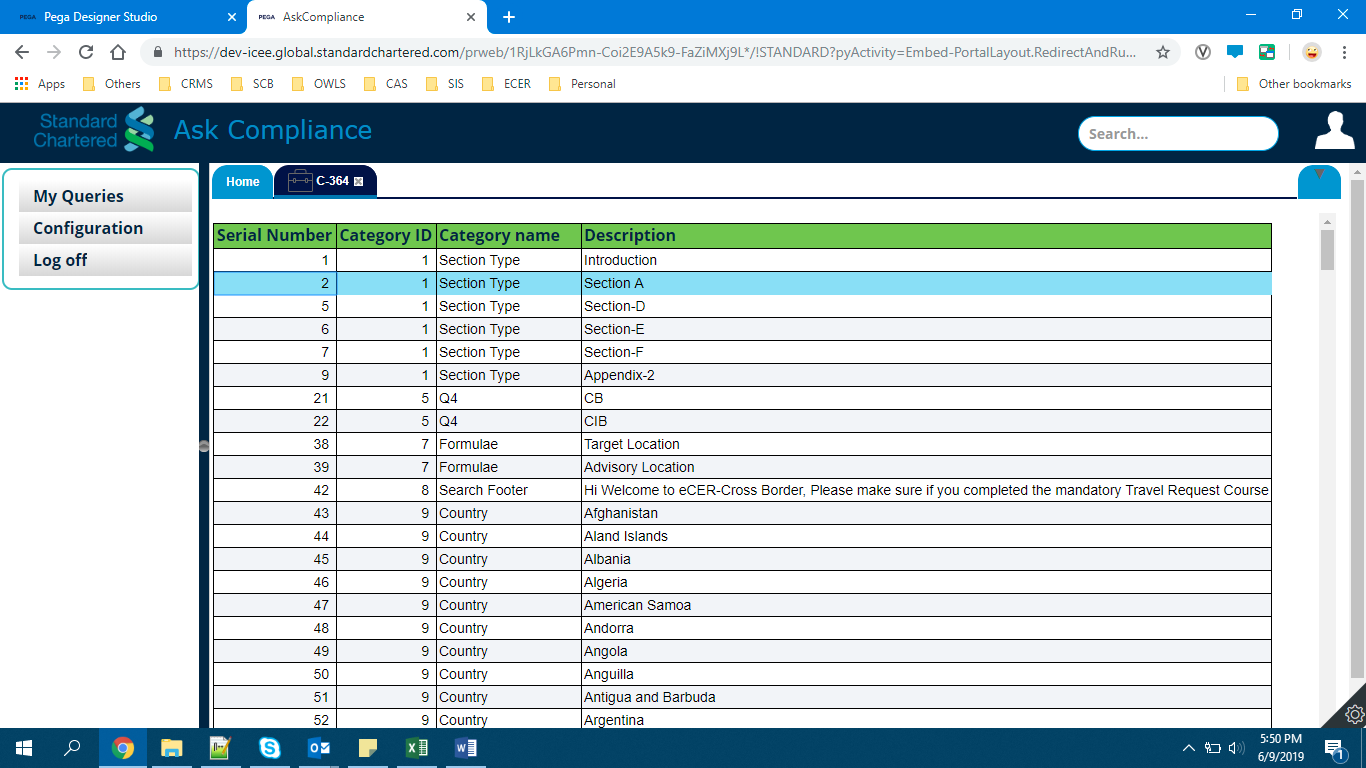 PEGA Pega Designer Studio
PEGA AskCompliance
https://dev-icee.global.standardchartered.com/prweb/1RjLkGA6Pmn-Coi2E9A5k9-FaZiMXj9L*/!STANDARD?pyActivity=Embed-PortalLayout.RedirectAndRu...
Apps Others CRMS SCB OWLS CAS SIS ECER Personal Other bookmarks
Standard
Chartered
Ask Compliance
Search...
My Queries
Configuration
Log off
Home C-364
Serial Number Category ID Category name Description
1 1 Section Type Introduction
2 1 Section Type Section A
5 1 Section Type Section-D
6 1 Section Type Section-E
7 1 Section Type Section-F
9 1 Section Type Appendix-2
21 5 Q4 CB
22 5 Q4 CIB
38 7 Formulae Target Location
39 7 Formulae Advisory Location
42 8 Search Footer Hi Welcome to eCER-Cross Border, Please make sure if you completed the mandatory Travel Request Course
43 9 Country Afghanistan
44 9 Country Aland Islands
45 9 Country Albania
46 9 Country Algeria
47 9 Country American Samoa
48 9 Country Andorra
49 9 Country Angola
50 9 Country Anguilla
51 9 Country Antigua and Barbuda
52 9 Country Argentina
5:50 PM
6/9/2019
1